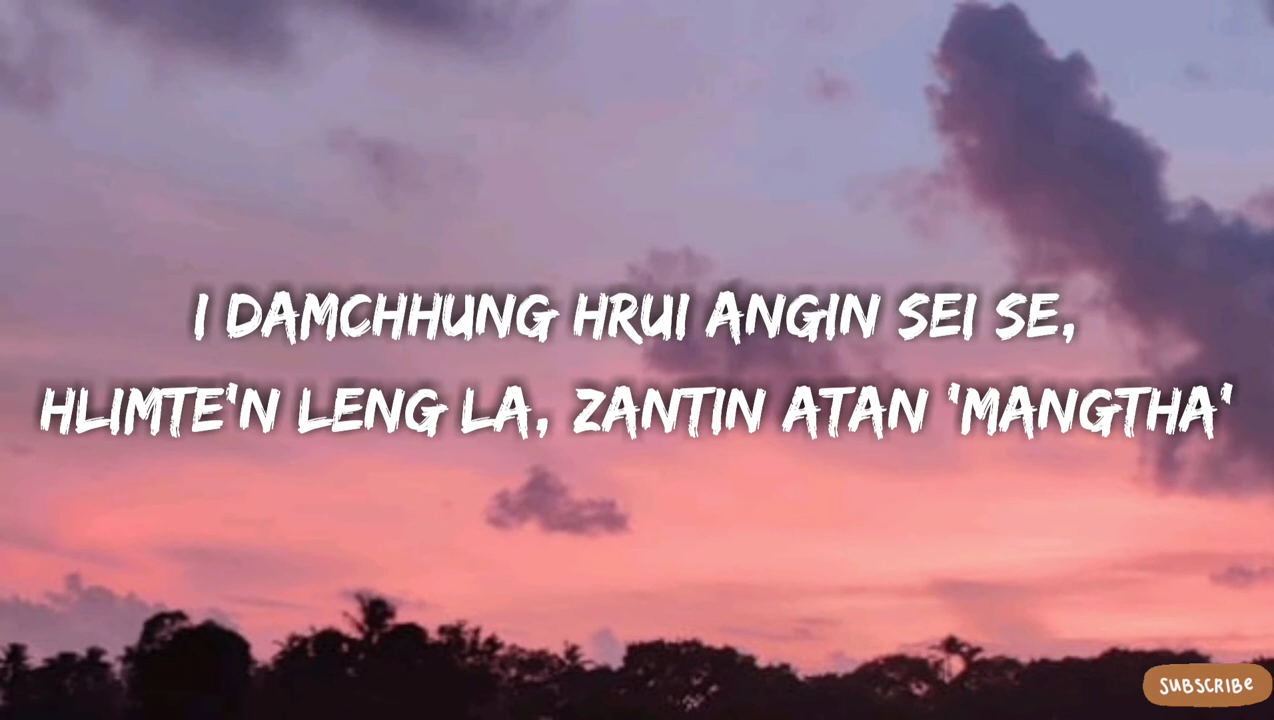 I DAMCHHUNG HRUI ANGIN SEI SE,
HLIMTE'N LENG LA, ZANTIN ATAN 'MANGTHA'
SUBSCRIBE